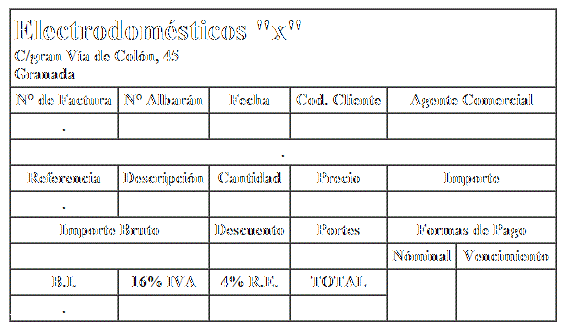 Electrodomésticos "x"
C/gran Vía de Colón, 45
Granada
Nº de Factura Nº Albarán Fecha Cod. Cliente Agente Comercial
.
.
Referencia Descripción Cantidad Precio Importe
.
Importe Bruto Descuento Portes Formas de Pago
Nóminal Vencimiento
B.I. 16% IVA 4% R.E. TOTAL
.